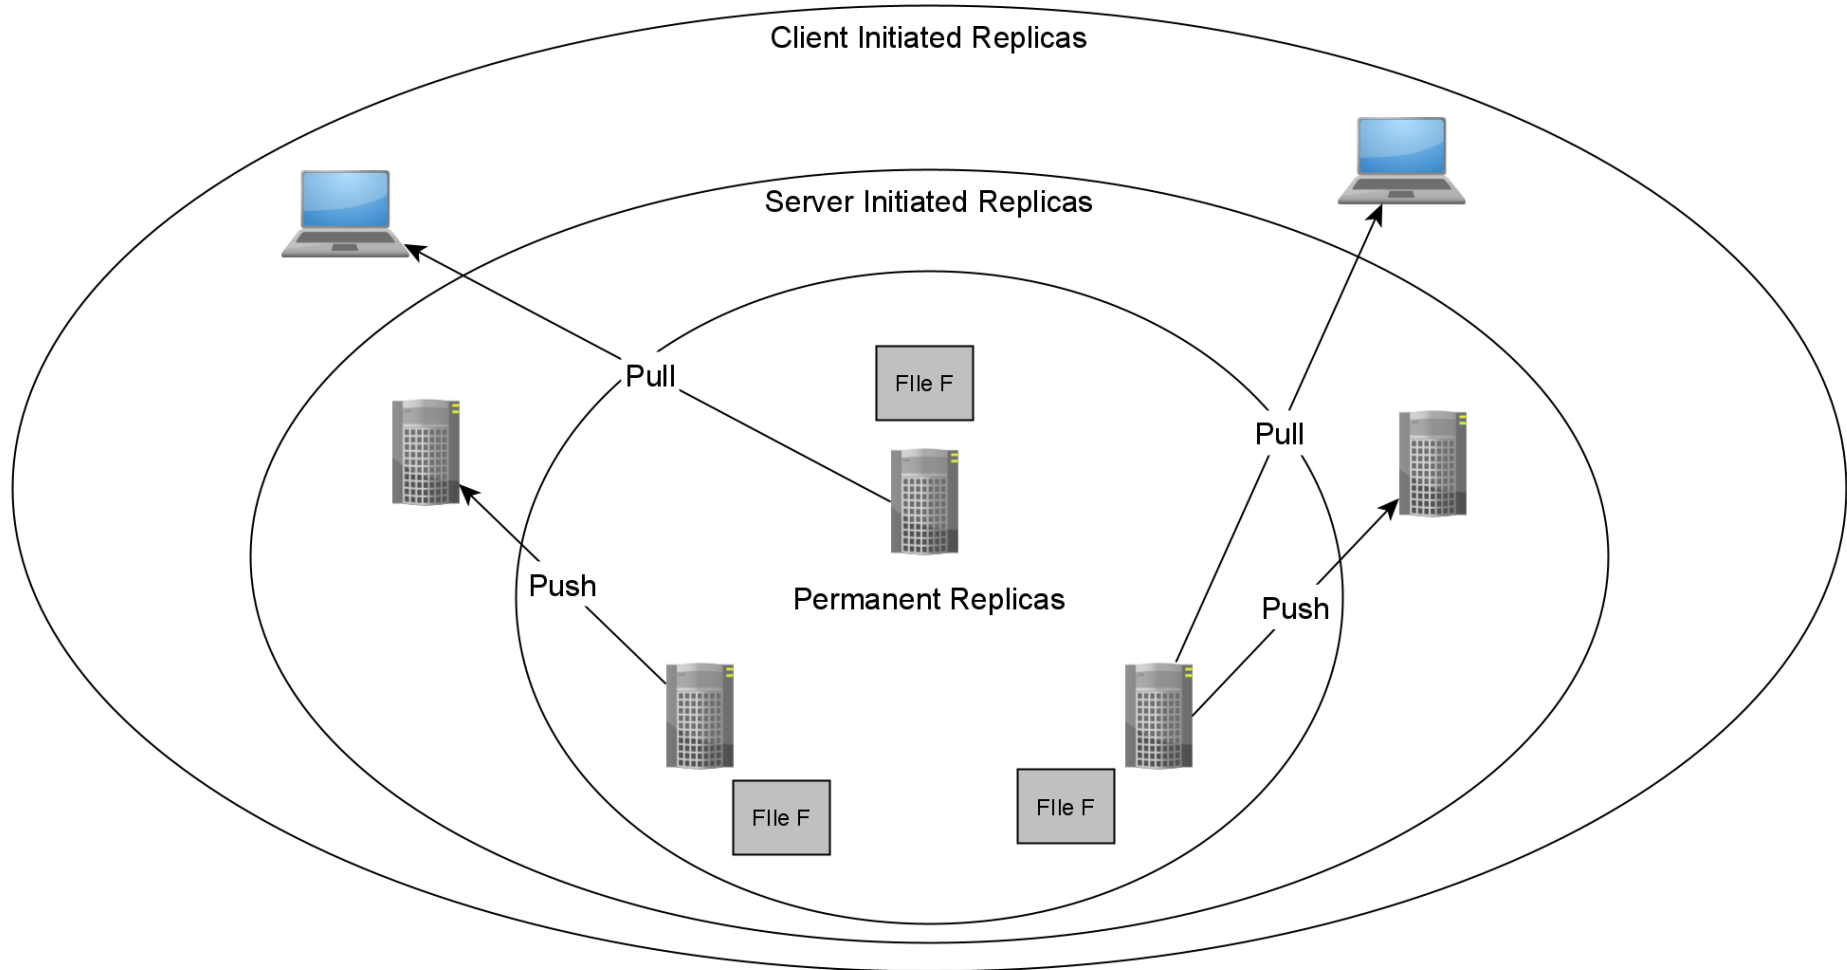 Client Initiated Replicas
Server Initiated Replicas
Pull
FIle F
Pull
Push
Permanent Replicas
Push
FIle F
FIle F